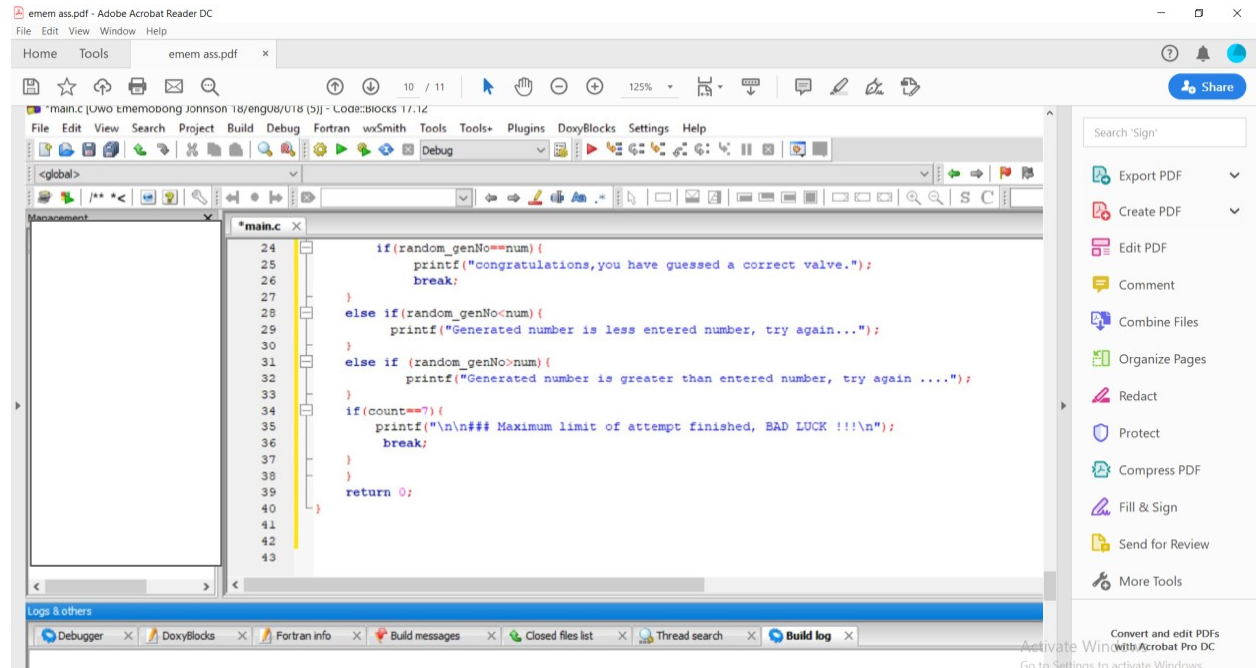 emem ass.pdf - Adobe Acrobat Reader DC
File Edit View Window Help
Home Tools emem ass.pdf ×
10 / 11 125% Share
*main.c [Owo Ememobong Johnson 18/eng08/018 (5)] - Code::Blocks 17.12
File Edit View Search Project Build Debug Fortran wxSmith Tools Tools+ Plugins DoxyBlocks Settings Help
Debug
<global>
/** *< S C
Management
*main.c
24 if(random_genNo==num){
25 printf("congratulations,you have guessed a correct valve.");
26 break;
27 }
28 else if(random_genNo<num){
29 printf("Generated number is less entered number, try again...");
30 }
31 else if (random_genNo>num){
32 printf("Generated number is greater than entered number, try again ....");
33 }
34 if(count==7){
35 printf("\n\n### Maximum limit of attempt finished, BAD LUCK !!!\n");
36 break;
37 }
38 }
39 return 0;
40 }
41
42
43
Logs & others
Debugger DoxyBlocks Fortran info Build messages Closed files list Thread search Build log
Search 'Sign'
Export PDF
Create PDF
Edit PDF
Comment
Combine Files
Organize Pages
Redact
Protect
Compress PDF
Fill & Sign
Send for Review
More Tools
Convert and edit PDFs
with Acrobat Pro DC
Activate Windows
Go to Settings to activate Windows.